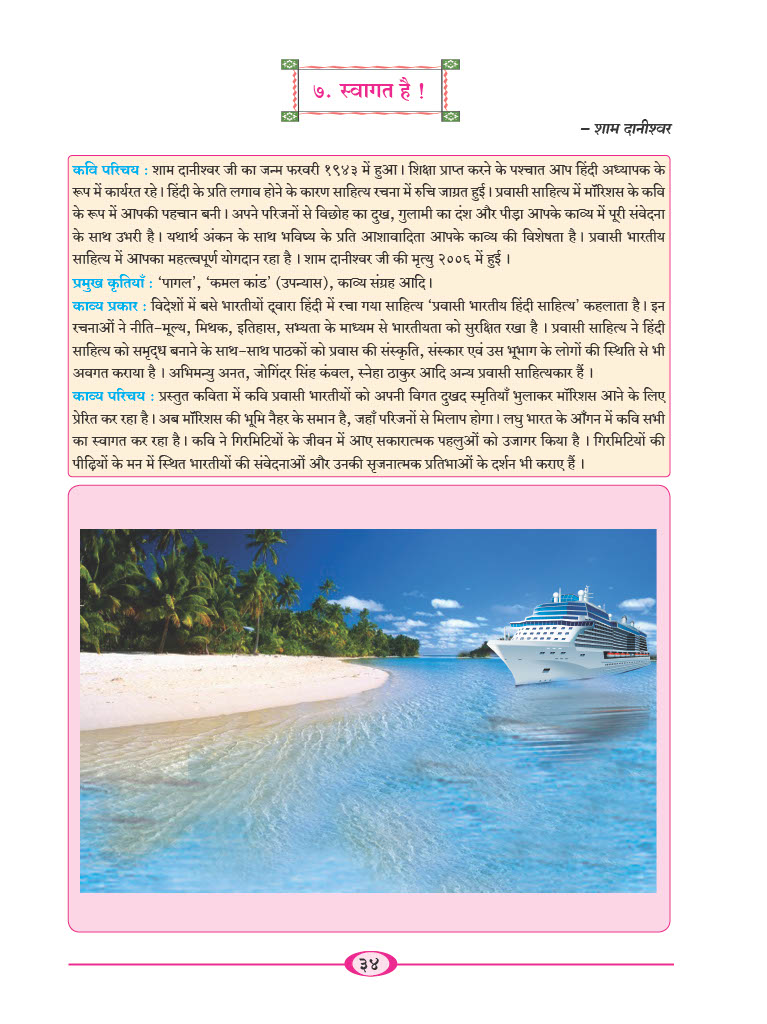 ७. स्वागत है !
– शाम दानीश्वर
कवि परिचय : शाम दानीश्वर जी का जन्म फरवरी १९४३ में हुआ । शिक्षा प्राप्त करने के पश्चात आप हिंदी अध्यापक के
रूप में कार्यरत रहे । हिंदी के प्रति लगाव होने के कारण साहित्य रचना में रुचि जाग्रत हुई । प्रवासी साहित्य में मॉरिशस के कवि
के रूप में आपकी पहचान बनी । अपने परिजनों से विछोह का दुख, गुलामी का दंश और पीड़ा आपके काव्य में पूरी संवेदना
के साथ उभरी है । यथार्थ अंकन के साथ भविष्य के प्रति आशावादिता आपके काव्य की विशेषता है । प्रवासी भारतीय
साहित्य में आपका महत्त्वपूर्ण योगदान रहा है । शाम दानीश्वर जी की मृत्यु २००६ में हुई ।
प्रमुख कृतियाँ : ‘पागल’, ‘कमल कांड’ (उपन्यास), काव्य संग्रह आदि ।
काव्य प्रकार : विदेशों में बसे भारतीयों द्वारा हिंदी में रचा गया साहित्य ‘प्रवासी भारतीय हिंदी साहित्य’ कहलाता है । इन
रचनाओं ने नीति-मूल्य, मिथक, इतिहास, सभ्यता के माध्यम से भारतीयता को सुरक्षित रखा है । प्रवासी साहित्य ने हिंदी
साहित्य को समृद्ध बनाने के साथ-साथ पाठकों को प्रवास की संस्कृति, संस्कार एवं उस भूभाग के लोगों की स्थिति से भी
अवगत कराया है । अभिमन्यु अनत, जोगिंदर सिंह कंवल, स्नेहा ठाकुर आदि अन्य प्रवासी साहित्यकार हैं ।
काव्य परिचय : प्रस्तुत कविता में कवि प्रवासी भारतीयों को अपनी विगत दुखद स्मृतियाँ भुलाकर मॉरिशस आने के लिए
प्रेरित कर रहा है । अब मॉरिशस की भूमि नैहर के समान है, जहाँ परिजनों से मिलाप होगा । लघु भारत के आँगन में कवि सभी
का स्वागत कर रहा है । कवि ने गिरमिटियों के जीवन में आए सकारात्मक पहलुओं को उजागर किया है । गिरमिटियों की
पीढ़ियों के मन में स्थित भारतीयों की संवेदनाओं और उनकी सृजनात्मक प्रतिभाओं के दर्शन भी कराए हैं ।
३४